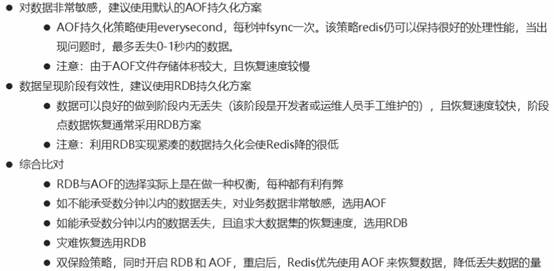 ● 对数据非常敏感，建议使用默认的AOF持久化方案
● AOF持久化策略使用everysecond，每秒钟fsync一次。该策略redis仍可以保持很好的处理性能，当出
现问题时，最多丢失0-1秒内的数据。
● 注意：由于AOF文件存储体积较大，且恢复速度较慢
● 数据呈现阶段有效性，建议使用RDB持久化方案
● 数据可以良好的做到阶段内无丢失（该阶段是开发者或运维人员手工维护的），且恢复速度较快，阶段
点数据恢复通常采用RDB方案
● 注意：利用RDB实现紧凑的数据持久化会使Redis降的很低
● 综合比对
● RDB与AOF的选择实际上是在做一种权衡，每种都有利有弊
● 如不能承受数分钟以内的数据丢失，对业务数据非常敏感，选用AOF
● 如能承受数分钟以内的数据丢失，且追求大数据集的恢复速度，选用RDB
● 灾难恢复选用RDB
● 双保险策略，同时开启 RDB 和 AOF，重启后，Redis优先使用 AOF 来恢复数据，降低丢失数据的量